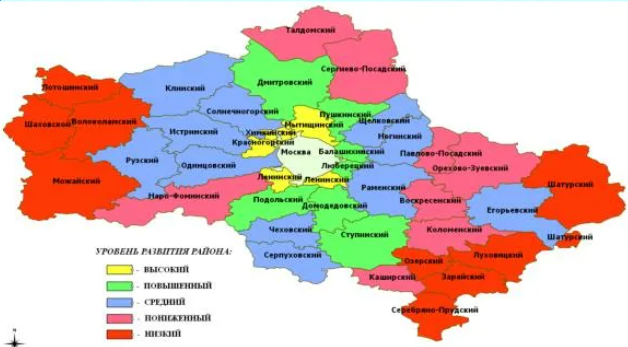 Талдомский
Сергиево-Посадский
Дмитровский
Клинский
Лотошинский
Солнечногорский
Пушкинский
Щелковский
Мытищинский
Шаховской
Волоколамский
Истринский
Химкинский
Ногинский
Красногорский
Москва
Балашихинский
Павлово-Посадский
Рузский
Одинцовский
Люберецкий
Орехово-Зуевский
Можайский
Ленинский
Ленинский
Раменский
Шатурский
Наро-Фоминский
Подольский
Домодедовский
Воскресенский
Егорьевский
Чеховский
Ступинский
Коломенский
Шатурский
Серпуховский
Озерский
Луховицкий
Каширский
Зарайский
Серебряно-Прудский
УРОВЕНЬ РАЗВИТИЯ РАЙОНА:
- ВЫСОКИЙ
- ПОВЫШЕННЫЙ
- СРЕДНИЙ
- ПОНИЖЕННЫЙ
- НИЗКИЙ